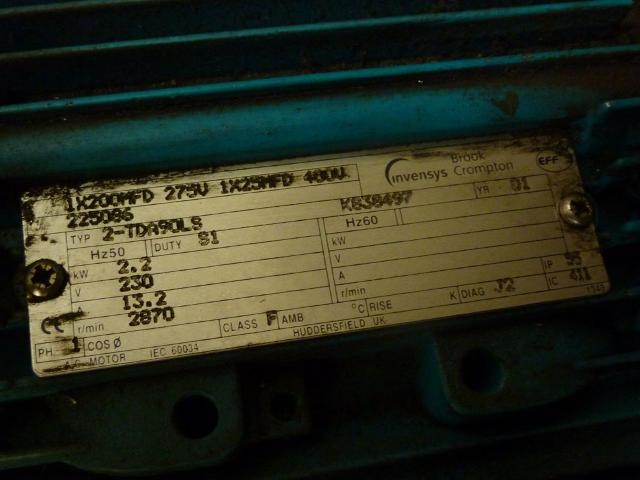 1X200MFD 275V 1X25MFD 400V
225086
invensys Brook Crompton
EFF
TYP 2-TDA90LS
K638497
YR 01
Hz50 DUTY S1
Hz60
kW 2.2 kW
V 230 V
A 13.2 A
r/min 2870 r/min
IP 55
CE
PH 1 COS Ø CLASS F AMB °C RISE K DIAG J2 IC 411
A.C. MOTOR IEC 60034 HUDDERSFIELD UK